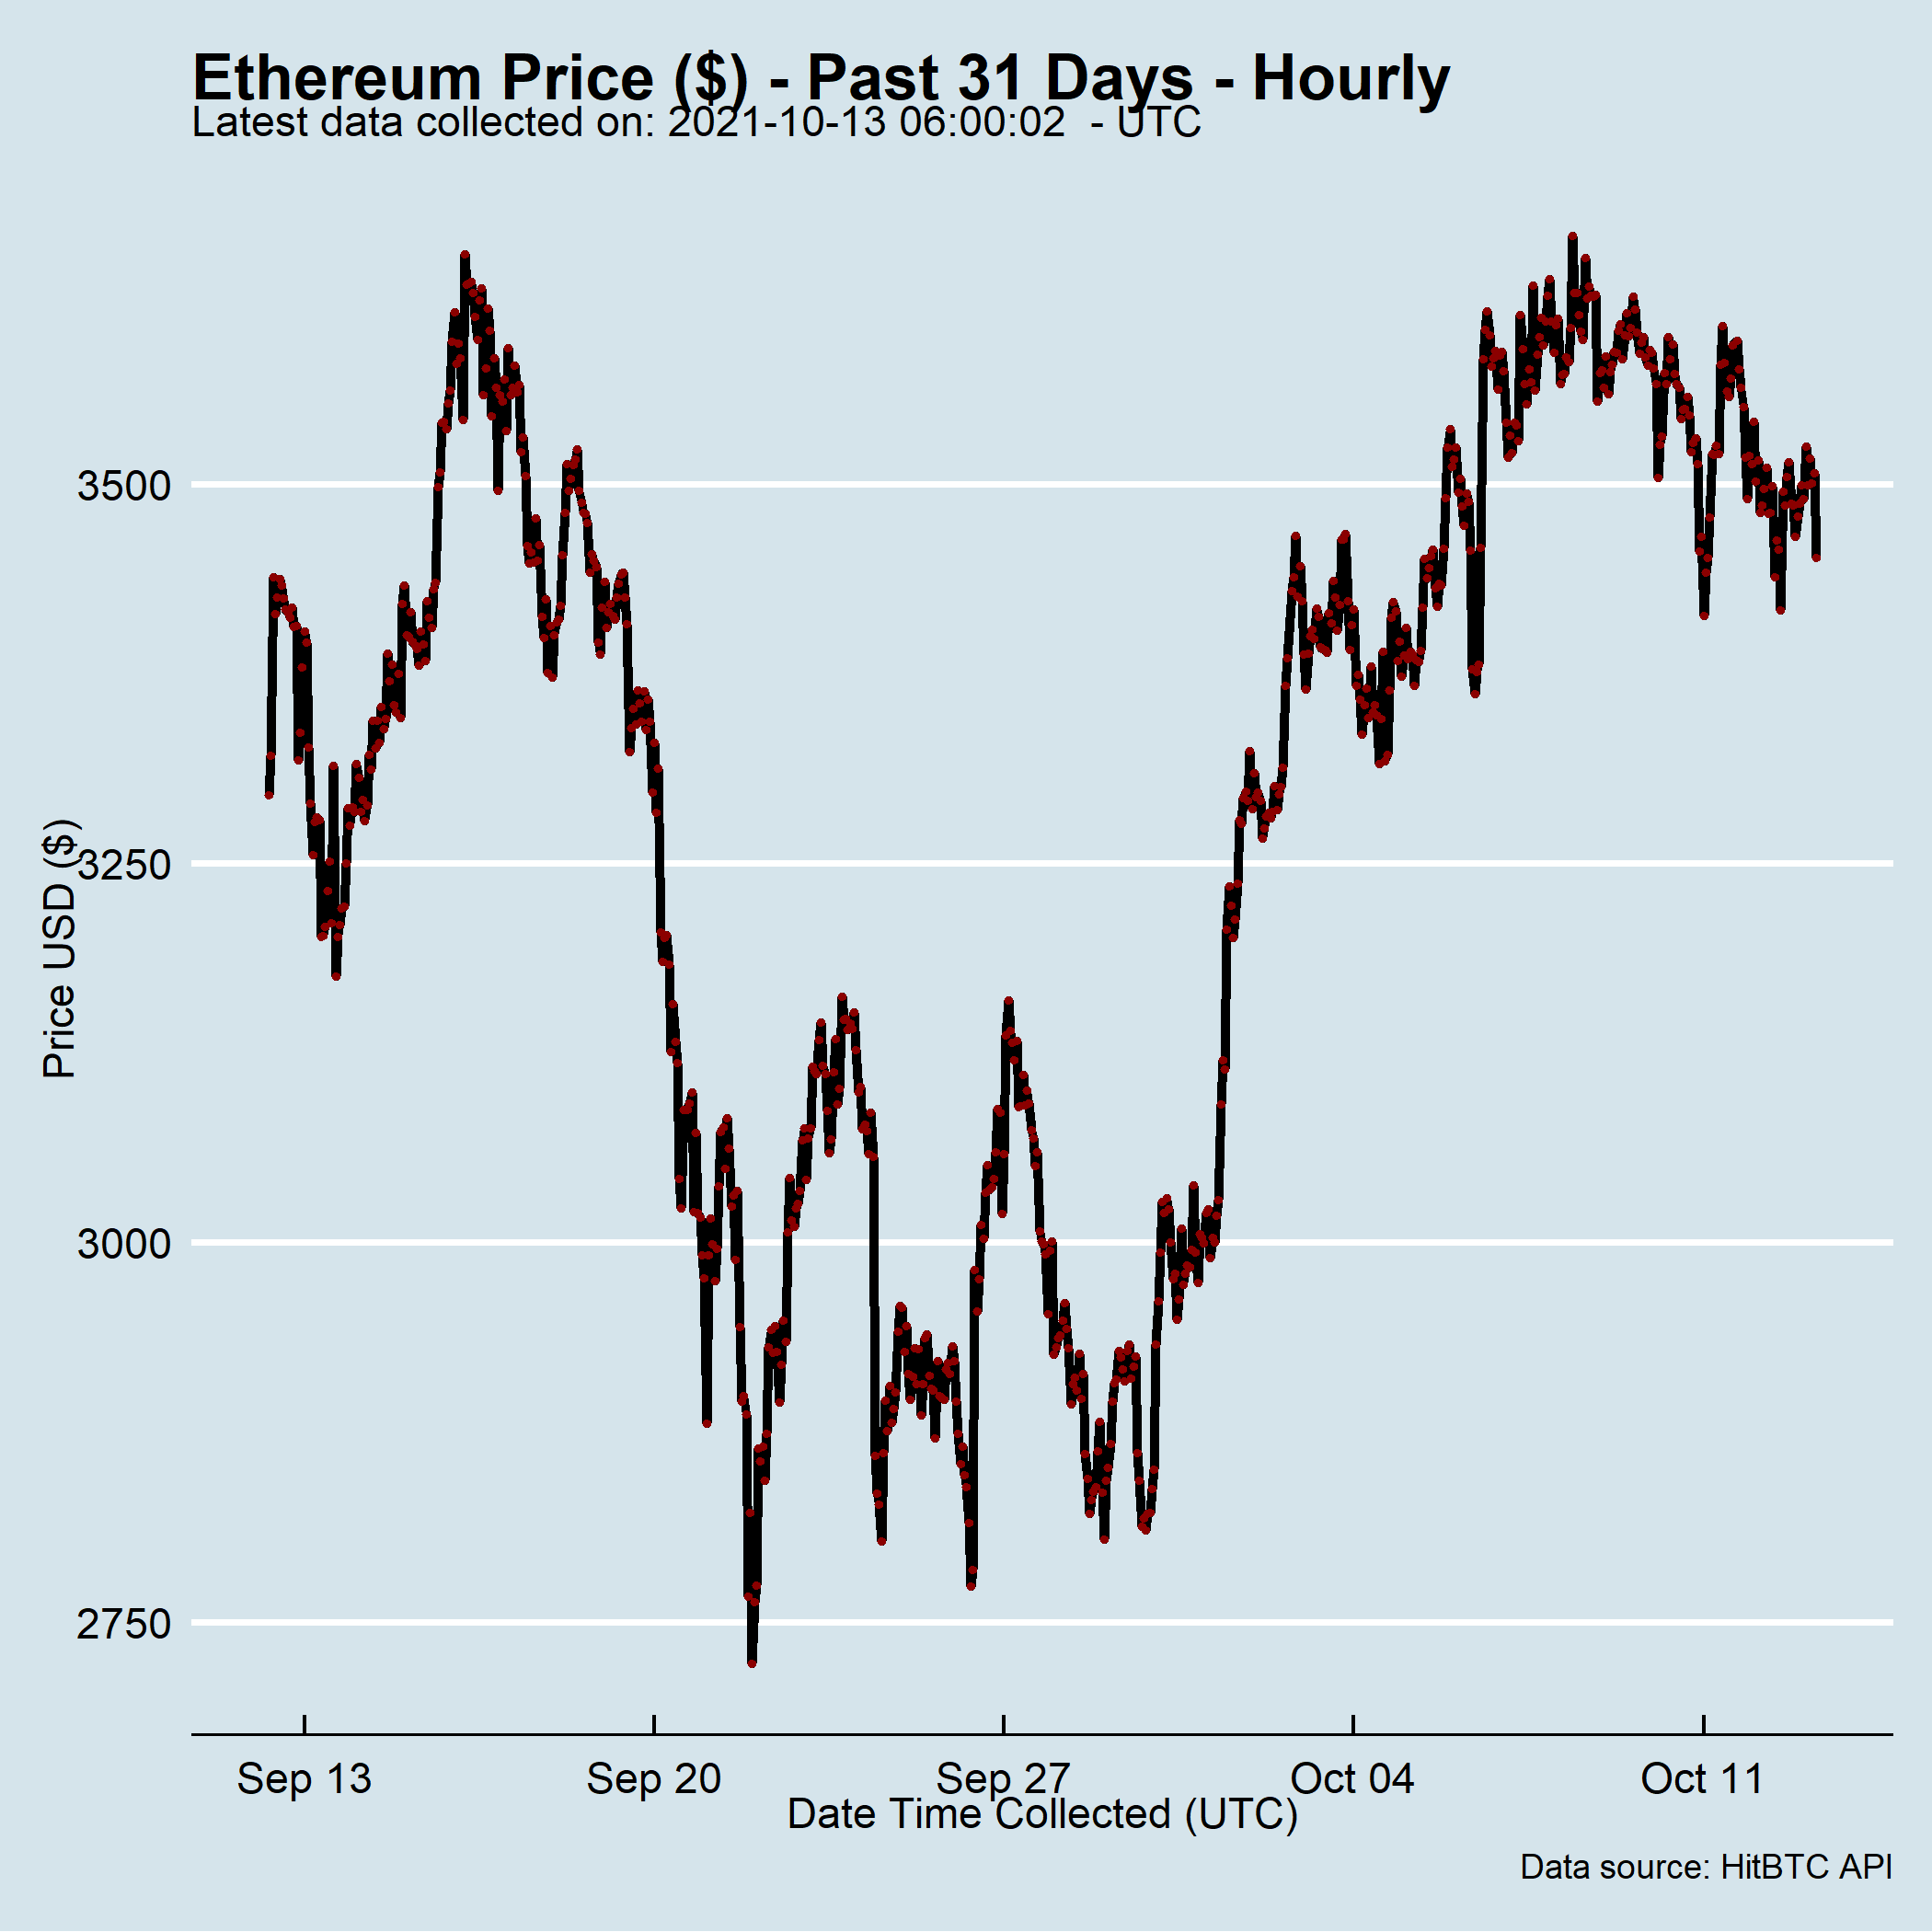 Ethereum Price ($) - Past 31 Days - Hourly
Latest data collected on: 2021-10-13 06:00:02  - UTC
Price USD ($)
3500
3250
3000
2750
Sep 13
Sep 20
Sep 27
Oct 04
Oct 11
Date Time Collected (UTC)
Data source: HitBTC API